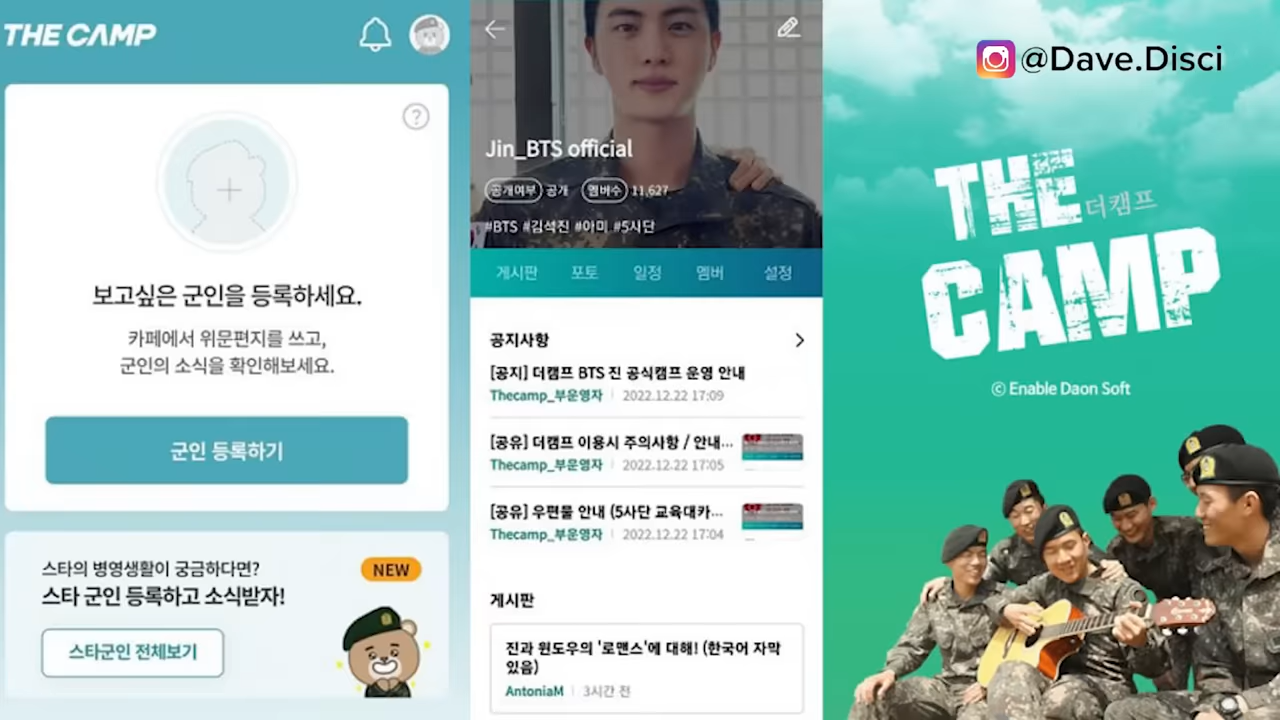 THE CAMP
?
보고싶은 군인을 등록하세요.
카페에서 위문편지를 쓰고,
군인의 소식을 확인해보세요.
군인 등록하기
스타의 병영생활이 궁금하다면?
NEW
스타 군인 등록하고 소식받자!
스타군인 전체보기
Jin_BTS official
공개여부 공개 멤버수 11,627
#BTS #김석진 #아미 #5사단
게시판 포토 일정 멤버 설정
공지사항
[공지] 더캠프 BTS 진 공식캠프 운영 안내
Thecamp_부운영자 2022.12.22 17:09
[공유] 더캠프 이용시 주의사항 / 안내...
Thecamp_부운영자 2022.12.22 17:05
[공유] 우편물 안내 (5사단 교육대카...
Thecamp_부운영자 2022.12.22 17:04
게시판
진과 윈도우의 '로맨스'에 대해! (한국어 자막
있음)
AntoniaM 3시간 전
@Dave.Disci
THE
더캠프
CAMP
© Enable Daon Soft